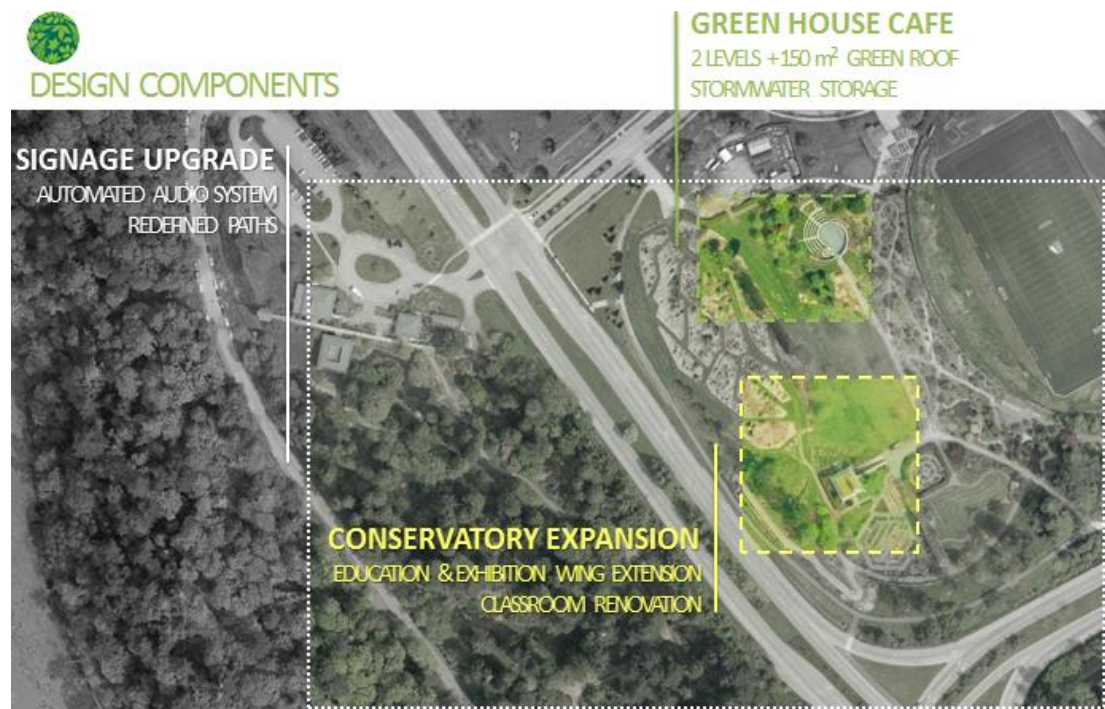 DESIGN COMPONENTS
GREEN HOUSE CAFE
2 LEVELS +150 m² GREEN ROOF
STORMWATER STORAGE
SIGNAGE UPGRADE
AUTOMATED AUDIO SYSTEM
REDEFINED PATHS
CONSERVATORY EXPANSION
EDUCATION & EXHIBITION WING EXTENSION
CLASSROOM RENOVATION